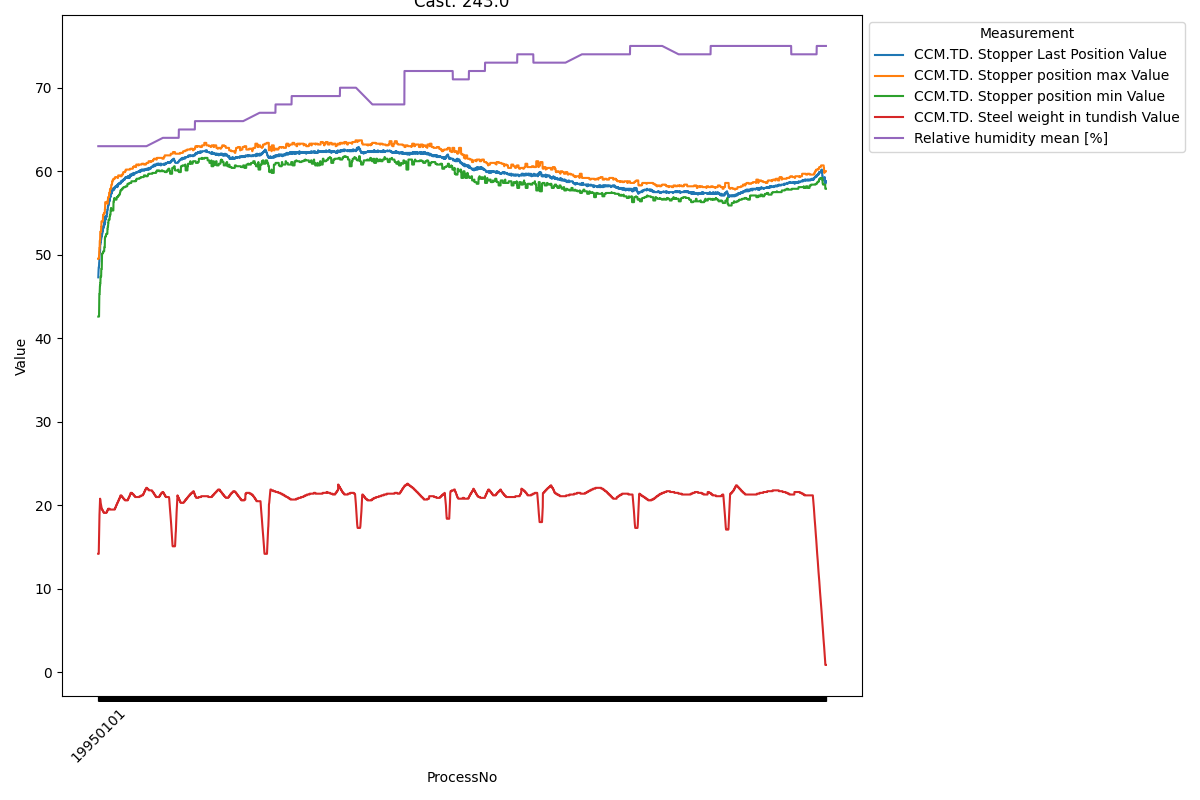 Cast: 243.0
Measurement
CCM.TD. Stopper Last Position Value
CCM.TD. Stopper position max Value
CCM.TD. Stopper position min Value
CCM.TD. Steel weight in tundish Value
Relative humidity mean [%]
70
60
50
40
30
20
10
0
Value
19950101
ProcessNo